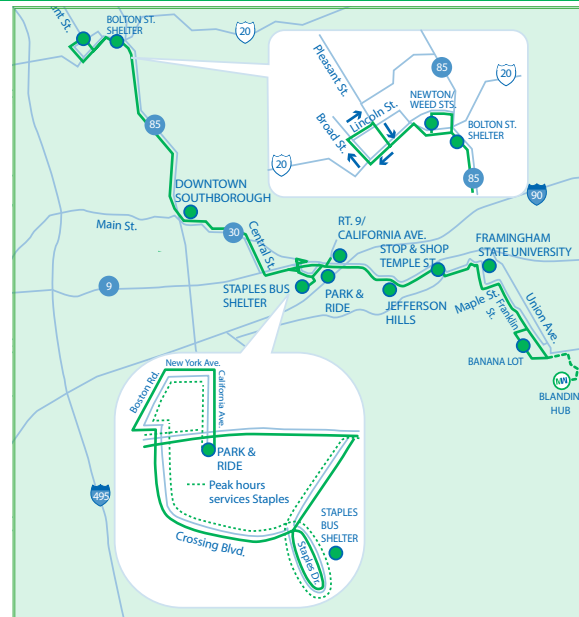 BOLTON ST.
SHELTER
20
85
Pleasant St.
Broad St.
Lincoln St.
85
20
NEWTON/
WEED STS.
BOLTON ST.
SHELTER
20
85
90
DOWNTOWN
SOUTHBOROUGH
Main St.
30
Central St.
9
RT. 9/
CALIFORNIA AVE.
STOP & SHOP
TEMPLE ST.
FRAMINGHAM
STATE UNIVERSITY
STAPLES BUS
SHELTER
PARK &
RIDE
JEFFERSON
HILLS
Maple St.
Franklin
St.
Union Ave.
BANANA LOT
BLANDIN
HUB
New York Ave.
Boston Rd.
California Ave.
PARK &
RIDE
Peak hours
services Staples
Crossing Blvd.
Staples Dr.
STAPLES
BUS
SHELTER
495